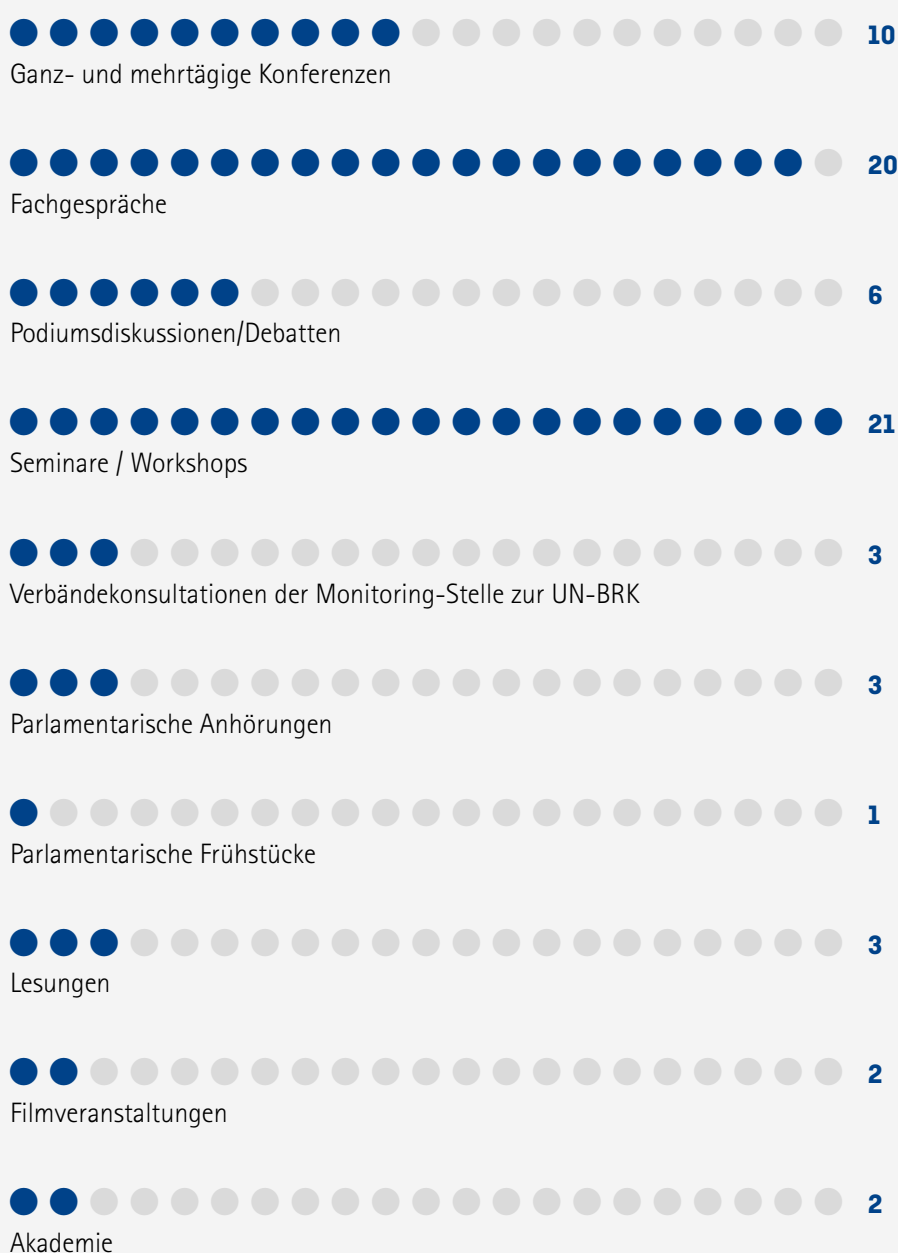 10
Ganz- und mehrtägige Konferenzen
20
Fachgespräche
6
Podiumsdiskussionen/Debatten
21
Seminare / Workshops
3
Verbändekonsultationen der Monitoring-Stelle zur UN-BRK
3
Parlamentarische Anhörungen
1
Parlamentarische Frühstücke
3
Lesungen
2
Filmveranstaltungen
2
Akademie